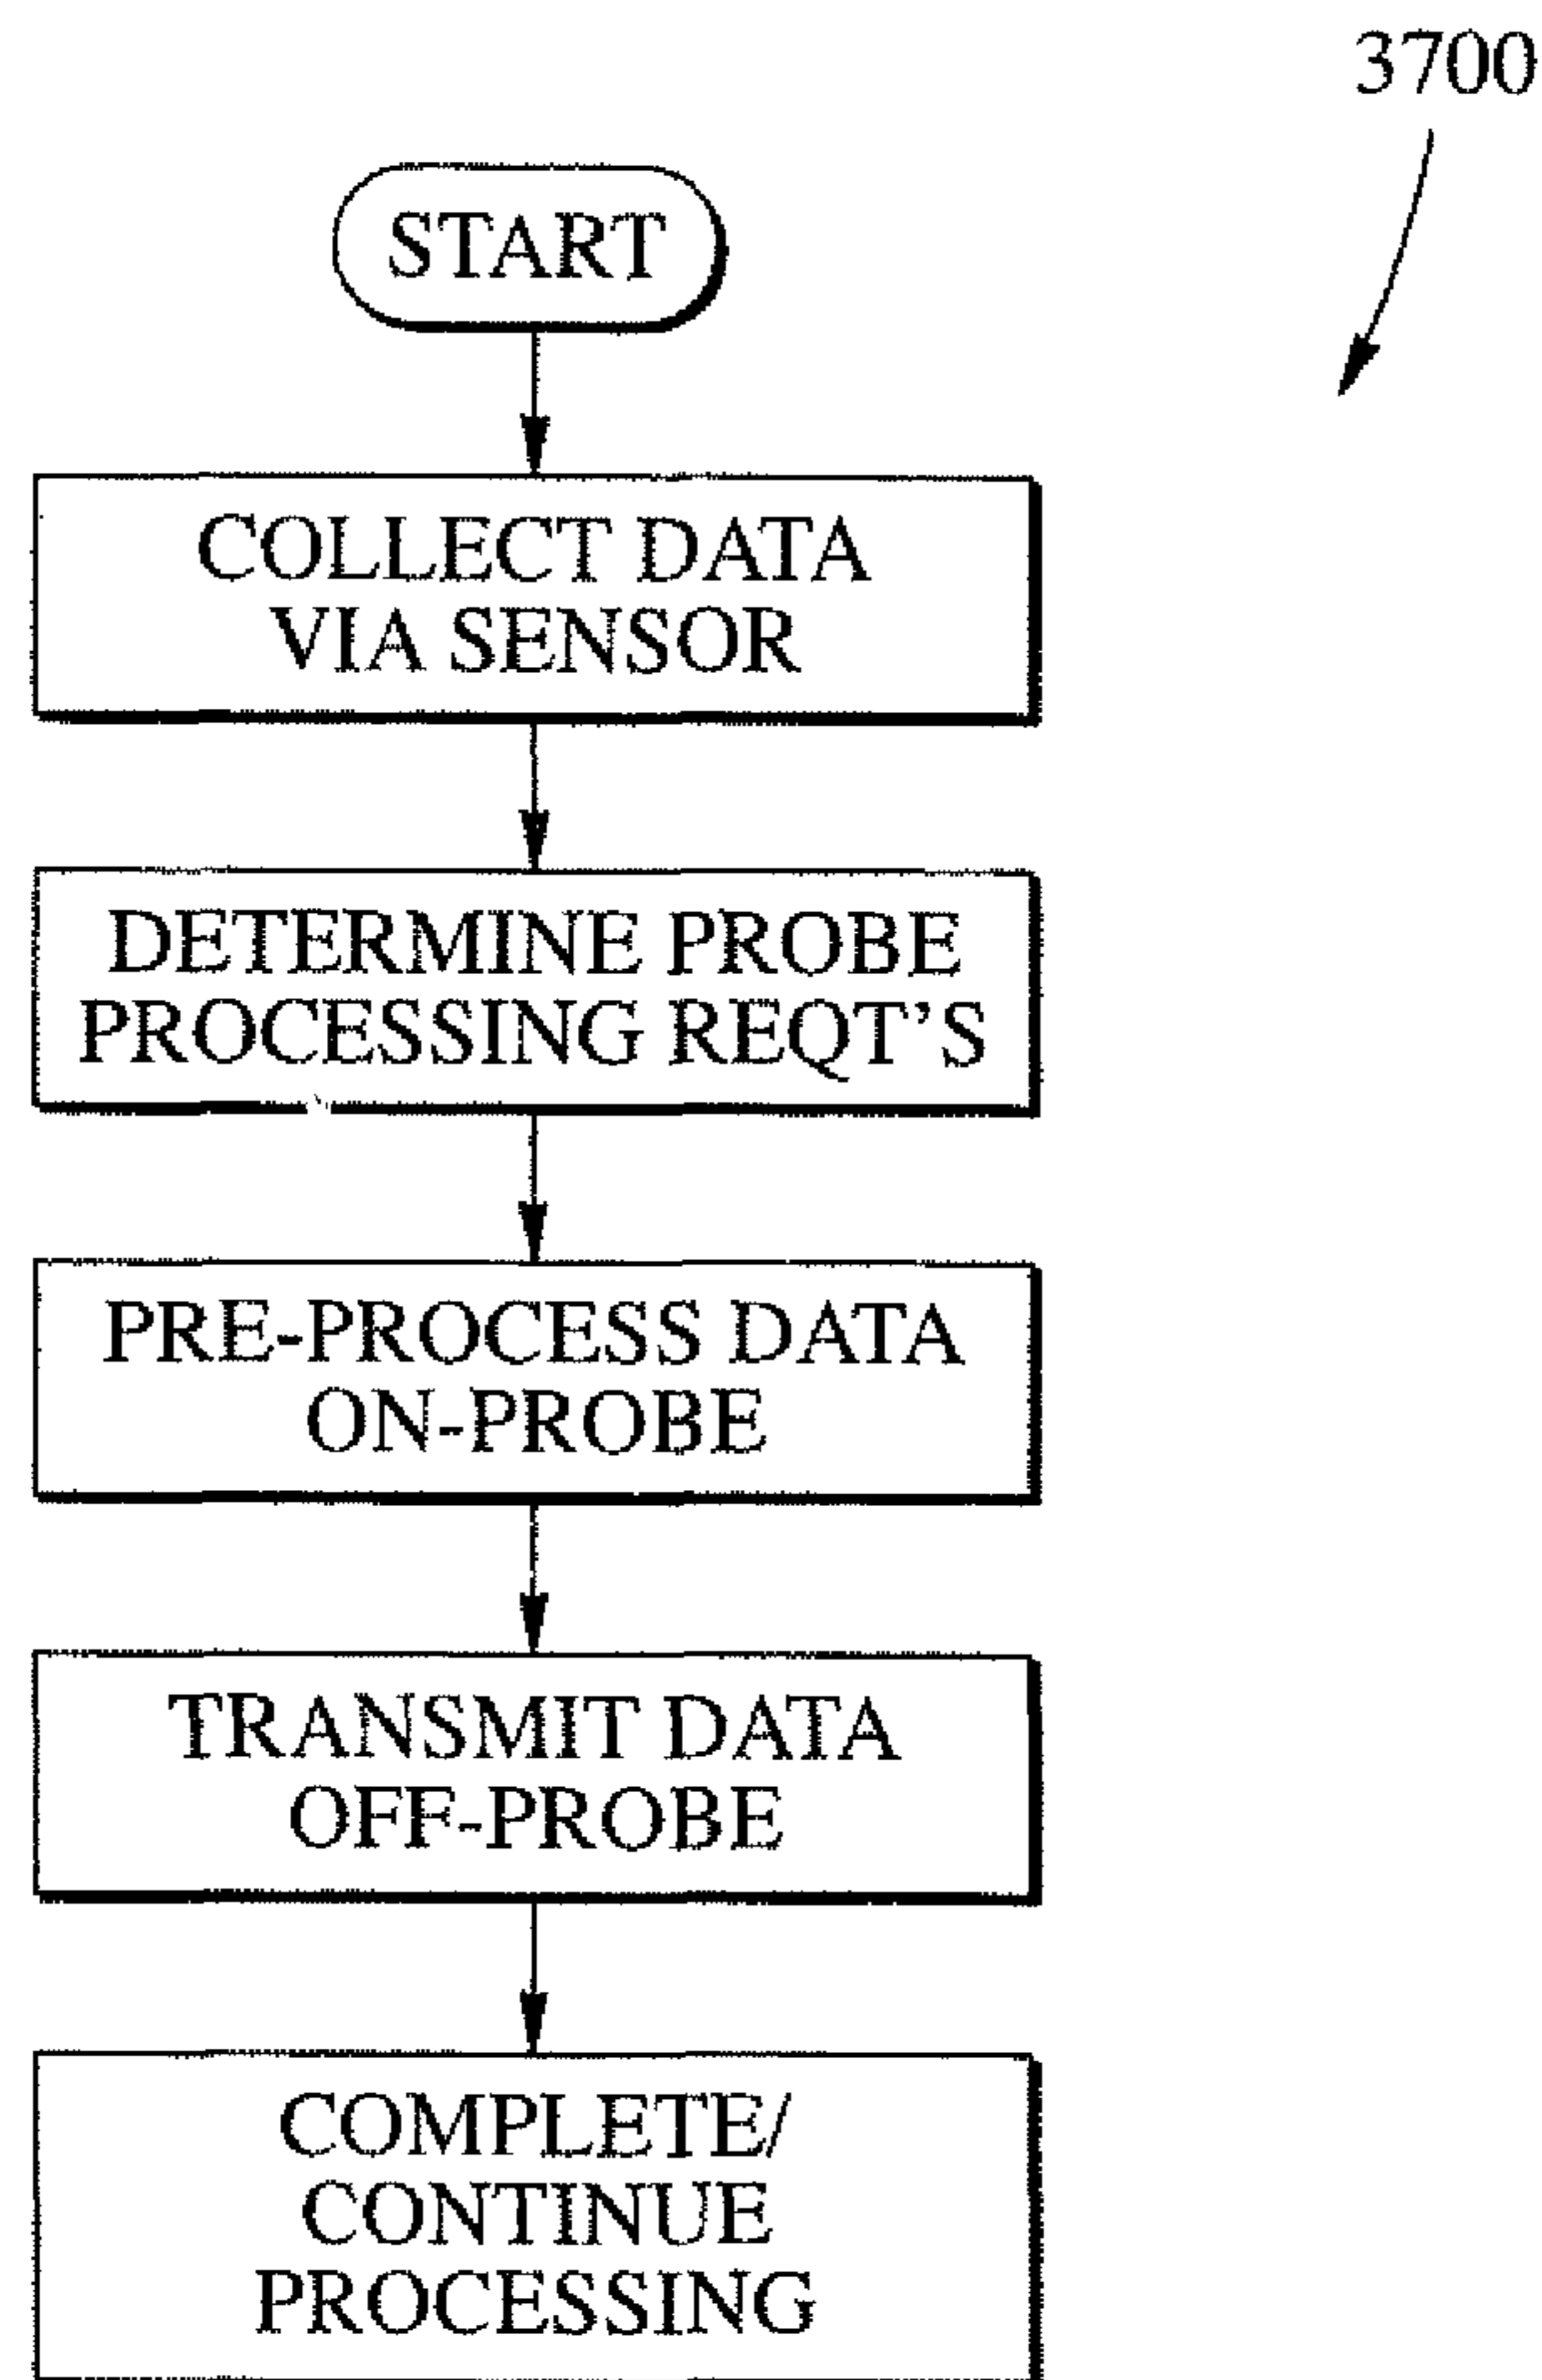 3700
START
COLLECT DATA
VIA SENSOR
DETERMINE PROBE
PROCESSING REQT'S
PRE-PROCESS DATA
ON-PROBE
TRANSMIT DATA
OFF-PROBE
COMPLETE/
CONTINUE
PROCESSING